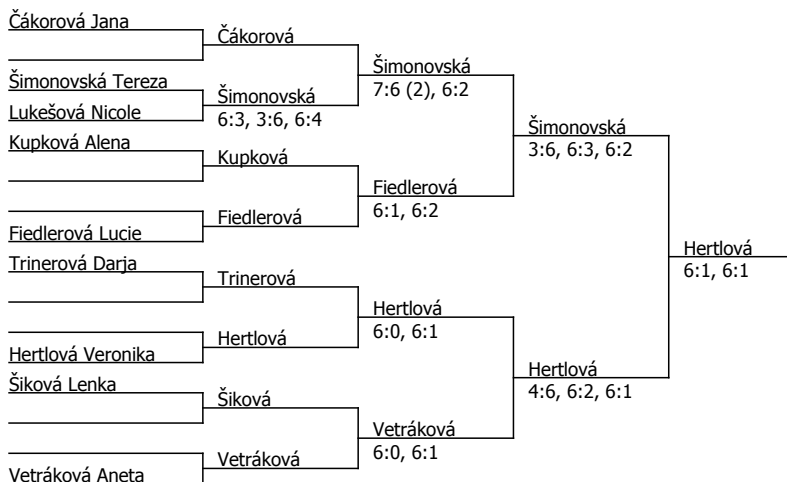 Čákorová Jana
Čákorová
Šimonovská
7:6 (2), 6:2
Šimonovská Tereza
Šimonovská
6:3, 3:6, 6:4
Lukešová Nicole
Šimonovská
3:6, 6:3, 6:2
Kupková Alena
Kupková
Fiedlerová
6:1, 6:2
Fiedlerová
Fiedlerová Lucie
Hertlová
6:1, 6:1
Trinerová Darja
Trinerová
Hertlová
6:0, 6:1
Hertlová
Hertlová Veronika
Hertlová
4:6, 6:2, 6:1
Šiková Lenka
Šiková
Vetráková
6:0, 6:1
Vetráková
Vetráková Aneta